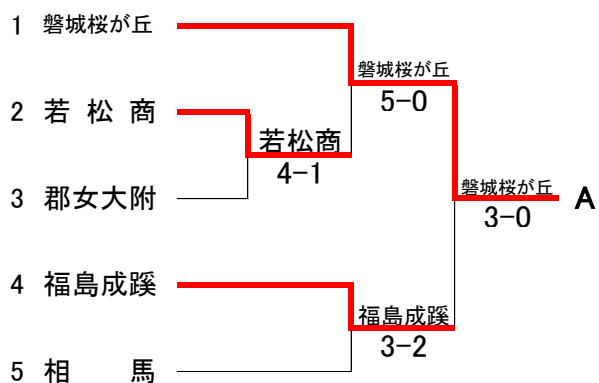 1 磐城桜が丘
磐城桜が丘
5-0
2 若松商
若松商
4-1
3 郡女大附
磐城桜が丘 A
3-0
4 福島成蹊
福島成蹊
3-2
5 相馬